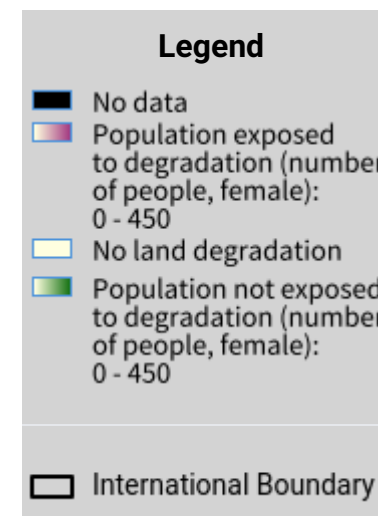 Legend
No data
Population exposed
to degradation (number
of people, female):
0 - 450
No land degradation
Population not exposed
to degradation (number
of people, female):
0 - 450
International Boundary